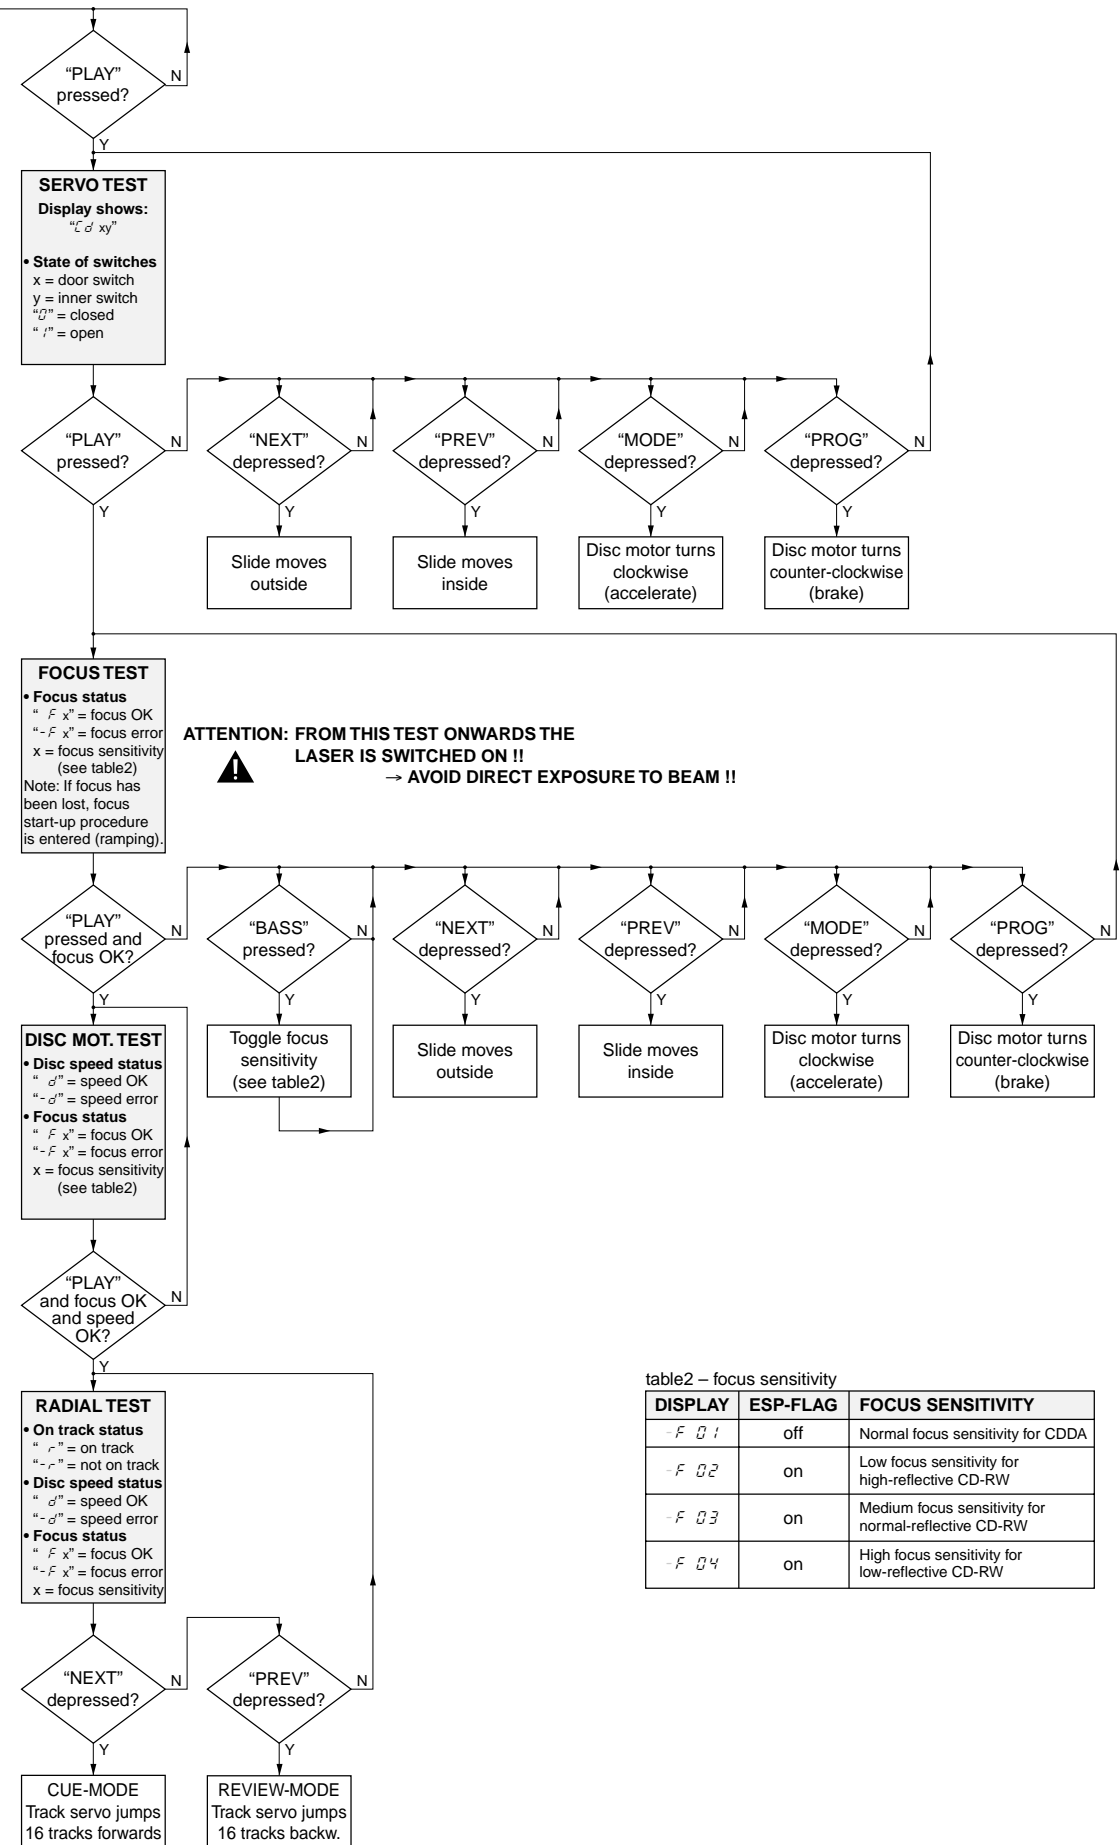 “PLAY”
pressed?
N
Y
SERVO TEST
Display shows:
“Cd xy”
• State of switches
x = door switch
y = inner switch
“0” = closed
“1” = open
“PLAY”
pressed?
N
Y
“NEXT”
depressed?
N
Y
“PREV”
depressed?
N
Y
“MODE”
depressed?
N
Y
“PROG”
depressed?
N
Y
Slide moves
outside
Slide moves
inside
Disc motor turns
clockwise
(accelerate)
Disc motor turns
counter-clockwise
(brake)
FOCUS TEST
• Focus status
“ F x” = focus OK
“-F x” = focus error
x = focus sensitivity
(see table2)
Note: If focus has
been lost, focus
start-up procedure
is entered (ramping).
ATTENTION: FROM THIS TEST ONWARDS THE
LASER IS SWITCHED ON !!
→ AVOID DIRECT EXPOSURE TO BEAM !!
“PLAY”
pressed and
focus OK?
N
Y
“BASS”
pressed?
N
Y
“NEXT”
depressed?
N
Y
“PREV”
depressed?
N
Y
“MODE”
depressed?
N
Y
“PROG”
depressed?
N
Y
Toggle focus
sensitivity
(see table2)
Slide moves
outside
Slide moves
inside
Disc motor turns
clockwise
(accelerate)
Disc motor turns
counter-clockwise
(brake)
DISC MOT. TEST
• Disc speed status
“ d” = speed OK
“-d” = speed error
• Focus status
“ F x” = focus OK
“-F x” = focus error
x = focus sensitivity
(see table2)
“PLAY”
and focus OK
and speed
OK?
N
Y
RADIAL TEST
• On track status
“ r” = on track
“-r” = not on track
• Disc speed status
“ d” = speed OK
“-d” = speed error
• Focus status
“ F x” = focus OK
“-F x” = focus error
x = focus sensitivity
“NEXT”
depressed?
N
Y
“PREV”
depressed?
N
Y
CUE-MODE
Track servo jumps
16 tracks forwards
REVIEW-MODE
Track servo jumps
16 tracks backw.
table2 – focus sensitivity
DISPLAY ESP-FLAG FOCUS SENSITIVITY
-F 01 off Normal focus sensitivity for CDDA
-F 02 on Low focus sensitivity for
high-reflective CD-RW
-F 03 on Medium focus sensitivity for
normal-reflective CD-RW
-F 04 on High focus sensitivity for
low-reflective CD-RW